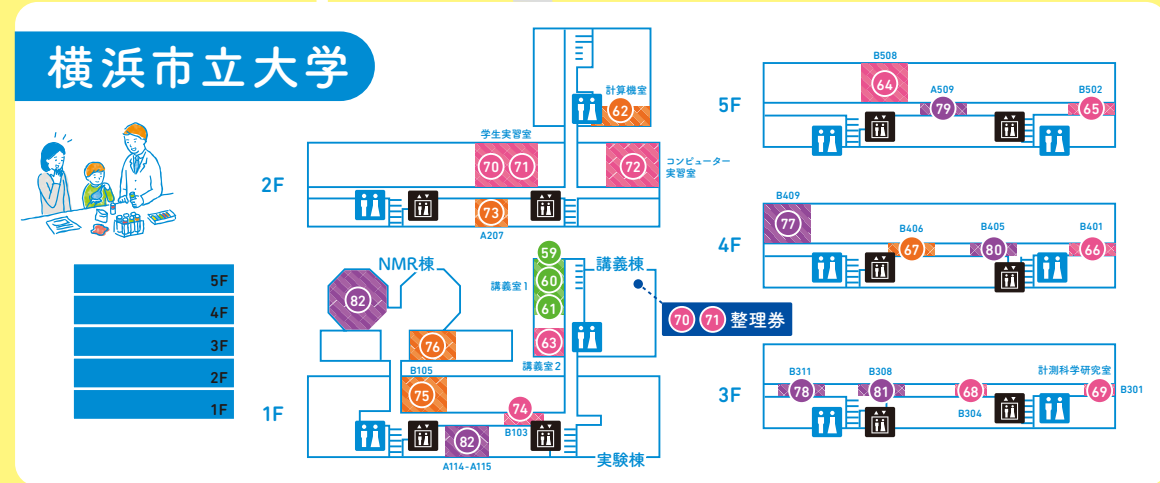 横浜市立大学
5F
4F
3F
2F
1F
2F
計算機室
62
学生実習室
70 71
72
コンピューター
実習室
73
A207
1F
NMR棟
82
76
B105
75
74
B103
82
A114-A115
実験棟
59
講義室1
60
61
63
講義室2
講義棟
70 71 整理券
5F
B508
64
A509
79
B502
65
4F
B409
77
B406
67
B405
80
B401
66
3F
B311
78
B308
81
68
B304
計測科学研究室
69
B301